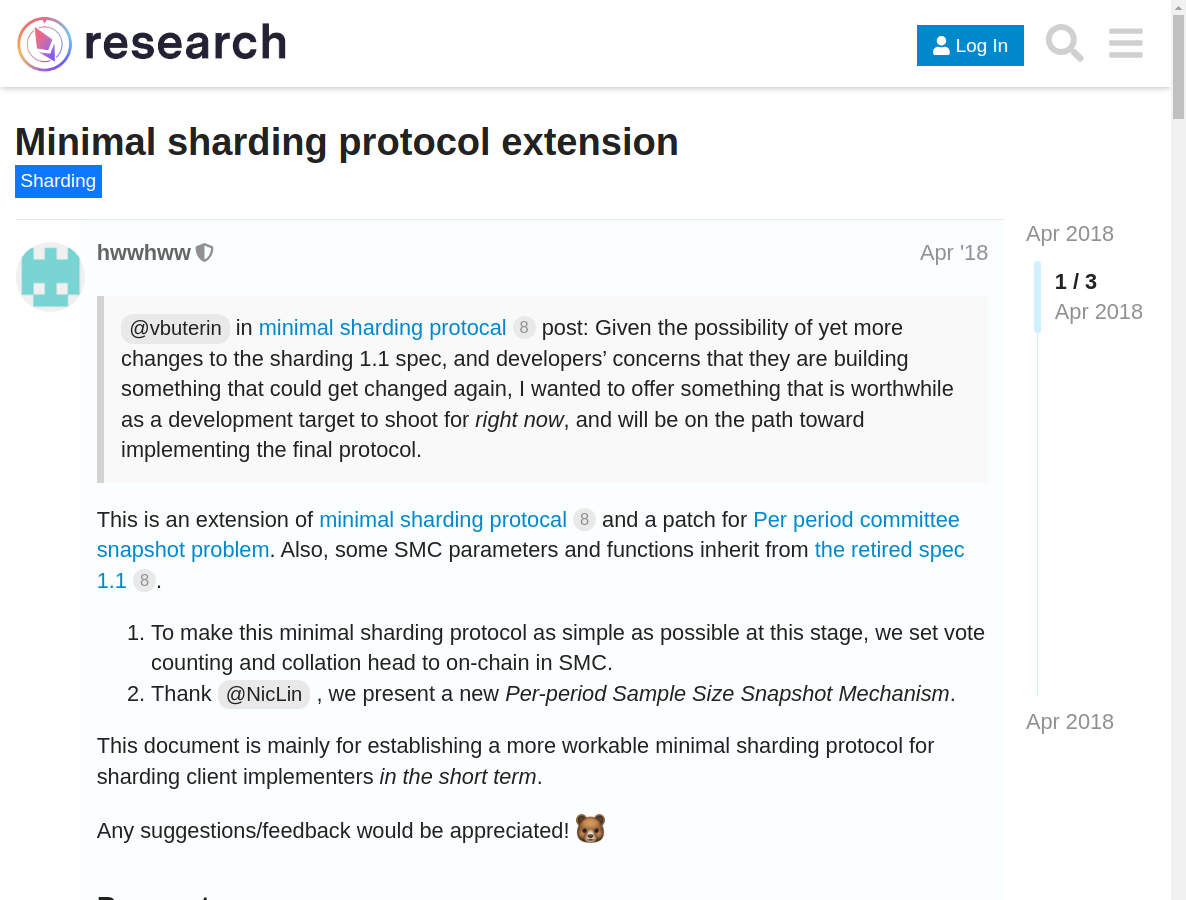 research
Log In
Minimal sharding protocol extension
Sharding
hwwhww
Apr '18
@vbuterin in minimal sharding protocal 8 post: Given the possibility of yet more
changes to the sharding 1.1 spec, and developers’ concerns that they are building
something that could get changed again, I wanted to offer something that is worthwhile
as a development target to shoot for right now, and will be on the path toward
implementing the final protocol.
This is an extension of minimal sharding protocal 8 and a patch for Per period committee
snapshot problem. Also, some SMC parameters and functions inherit from the retired spec
1.1 8.
1. To make this minimal sharding protocol as simple as possible at this stage, we set vote
counting and collation head to on-chain in SMC.
2. Thank @NicLin , we present a new Per-period Sample Size Snapshot Mechanism.
This document is mainly for establishing a more workable minimal sharding protocol for
sharding client implementers in the short term.
Any suggestions/feedback would be appreciated!
Apr 2018
1 / 3
Apr 2018
Apr 2018